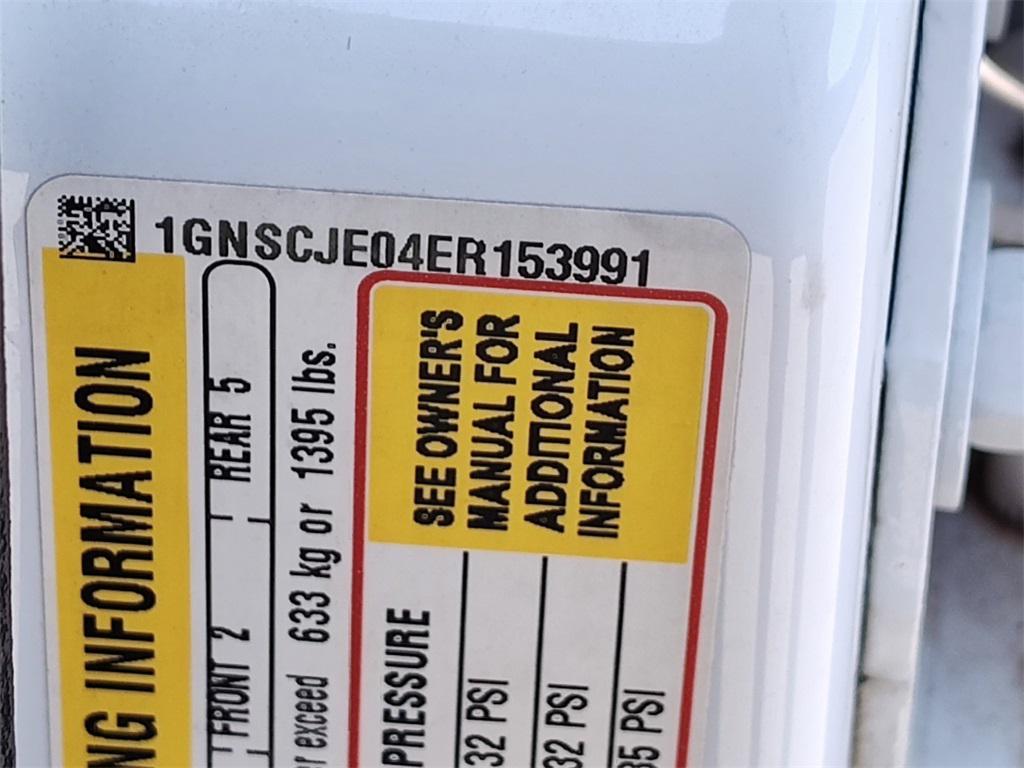 1GNSCJE04ER153991
NG INFORMATION
FRONT 2 REAR 5
exceed 633 kg or 1395 lbs.
PRESSURE
SEE OWNER'S
MANUAL FOR
ADDITIONAL
INFORMATION
32 PSI
32 PSI
35 PSI